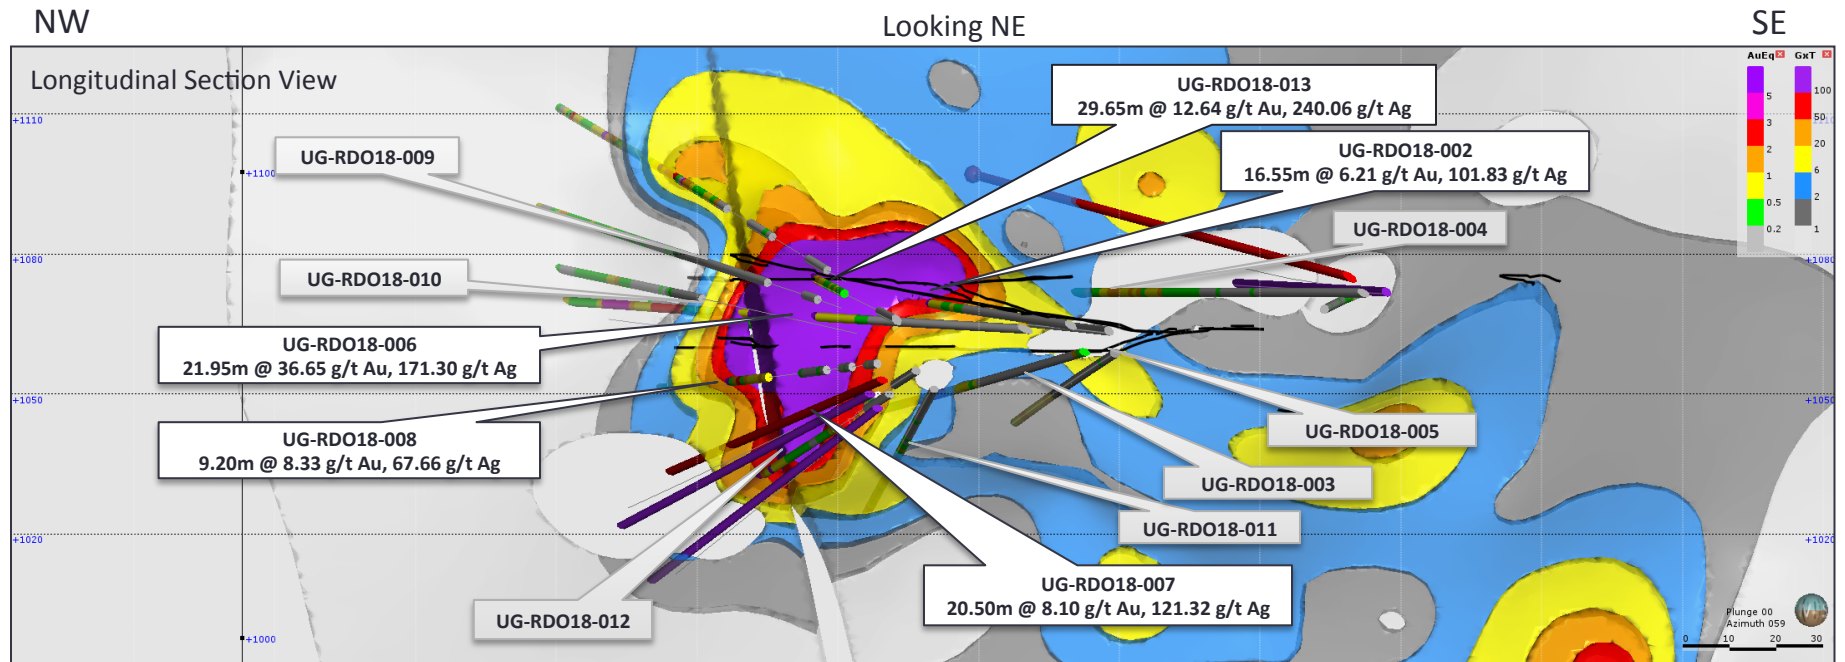 NW
Looking NE
SE
Longitudinal Section View
AuEq
GxT
5
3
2
1
0.5
0.2
100
50
20
6
2
1
+1110
UG-RDO18-013
29.65m @ 12.64 g/t Au, 240.06 g/t Ag
UG-RDO18-009
+1100
UG-RDO18-002
16.55m @ 6.21 g/t Au, 101.83 g/t Ag
UG-RDO18-004
+1080
+1080
UG-RDO18-010
UG-RDO18-006
21.95m @ 36.65 g/t Au, 171.30 g/t Ag
+1050
+1050
UG-RDO18-008
9.20m @ 8.33 g/t Au, 67.66 g/t Ag
UG-RDO18-005
UG-RDO18-003
UG-RDO18-011
+1020
+1020
UG-RDO18-007
20.50m @ 8.10 g/t Au, 121.32 g/t Ag
UG-RDO18-012
+1000
Plunge 00
Azimuth 059
0 10 20 30